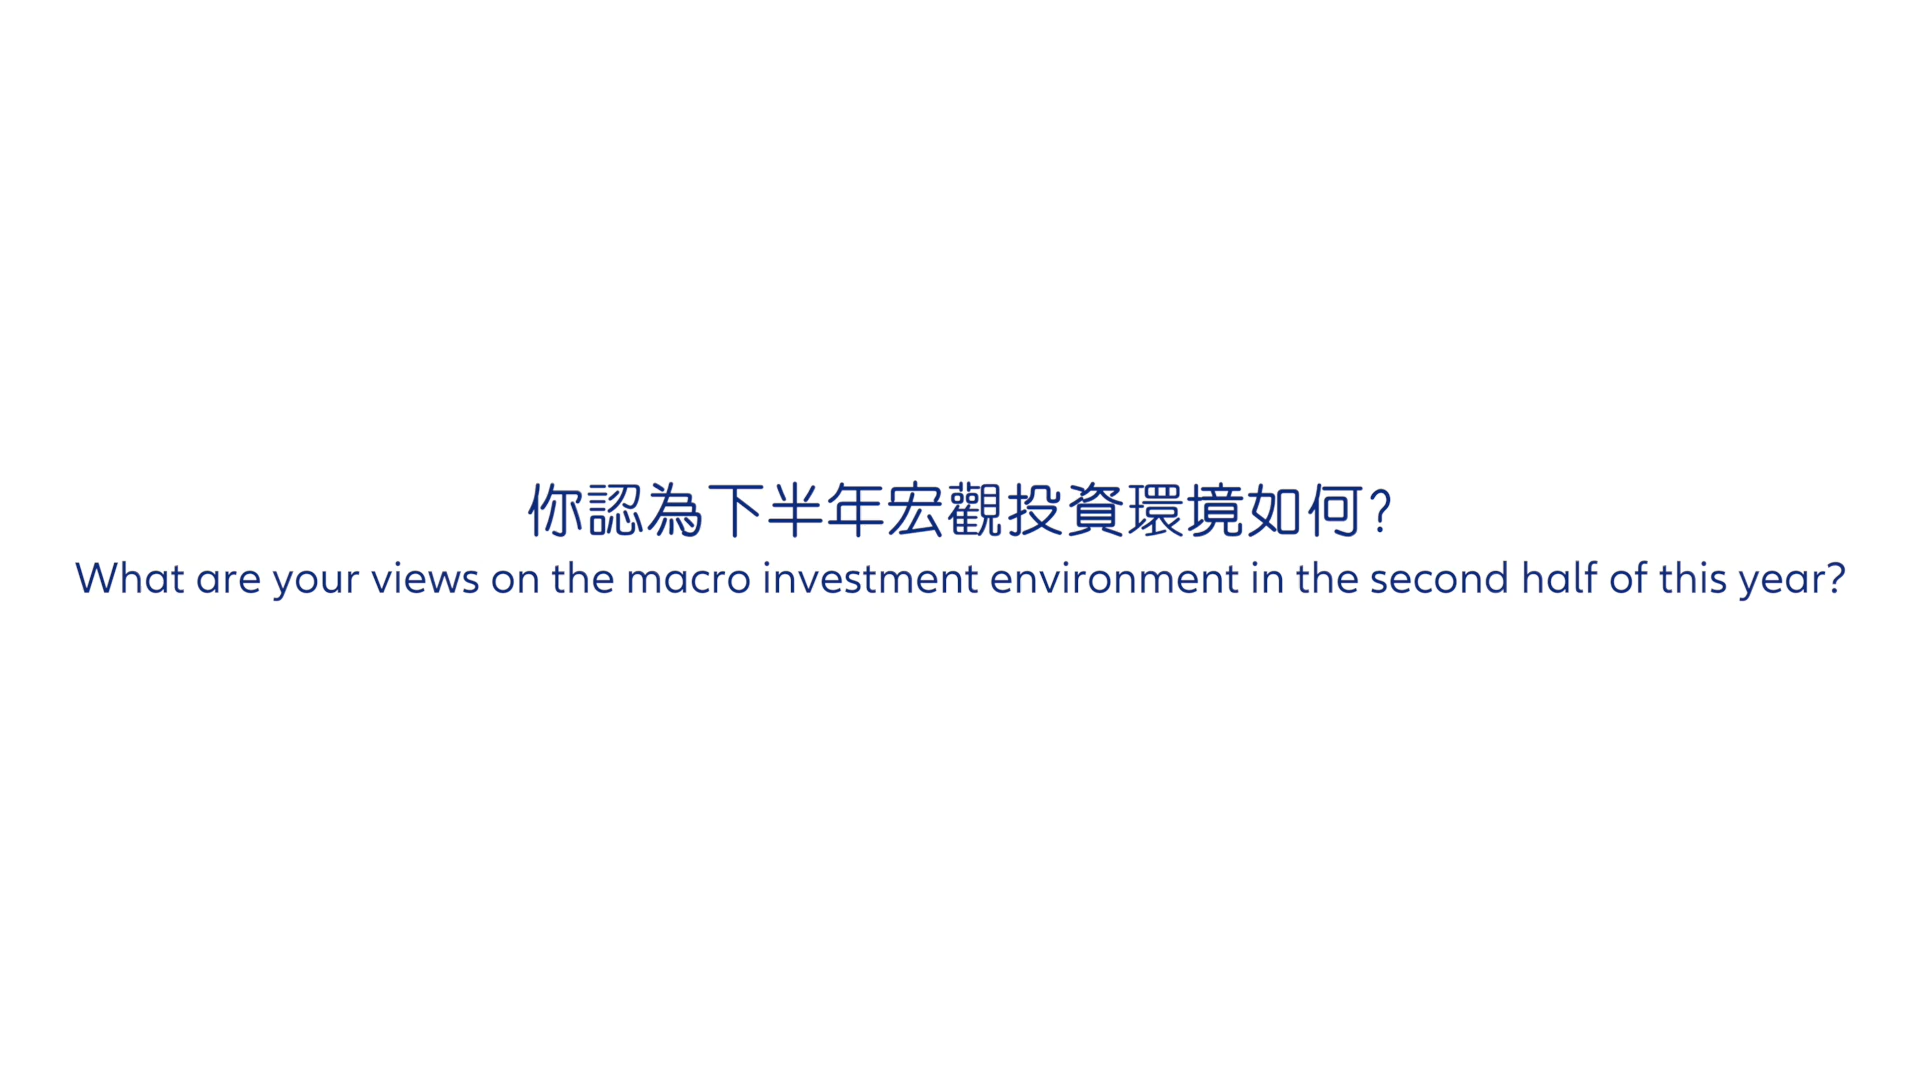 你認為下半年宏觀投資環境如何?
What are your views on the macro investment environment in the second half of this year?